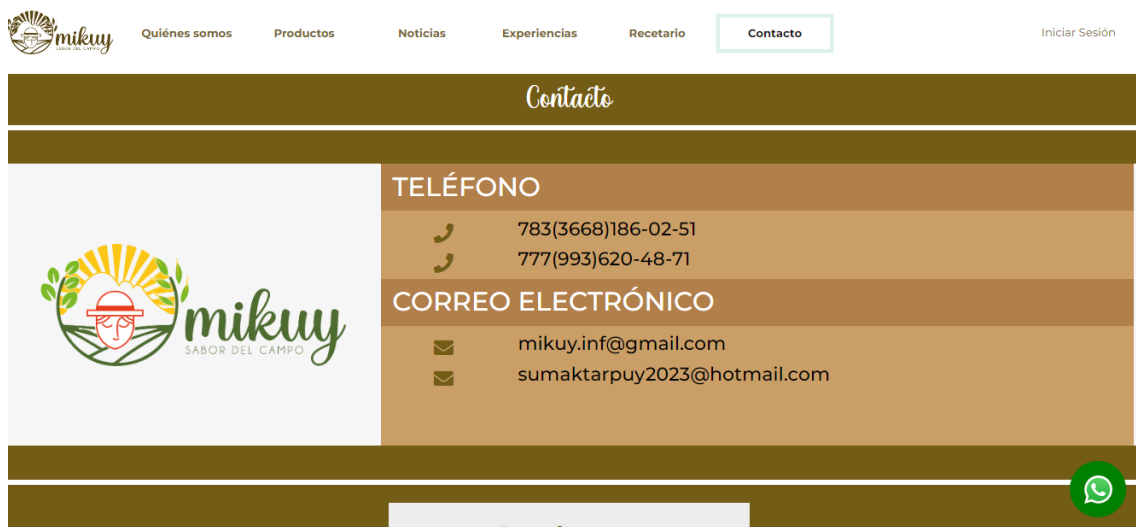 mikuy
SABOR DEL CAMPO
Quiénes somos
Productos
Noticias
Experiencias
Recetario
Contacto
Iniciar Sesión
Contacto
TELÉFONO
783(3668)186-02-51
777(993)620-48-71
CORREO ELECTRÓNICO
mikuy.inf@gmail.com
sumaktarpuy2023@hotmail.com
mikuy
SABOR DEL CAMPO